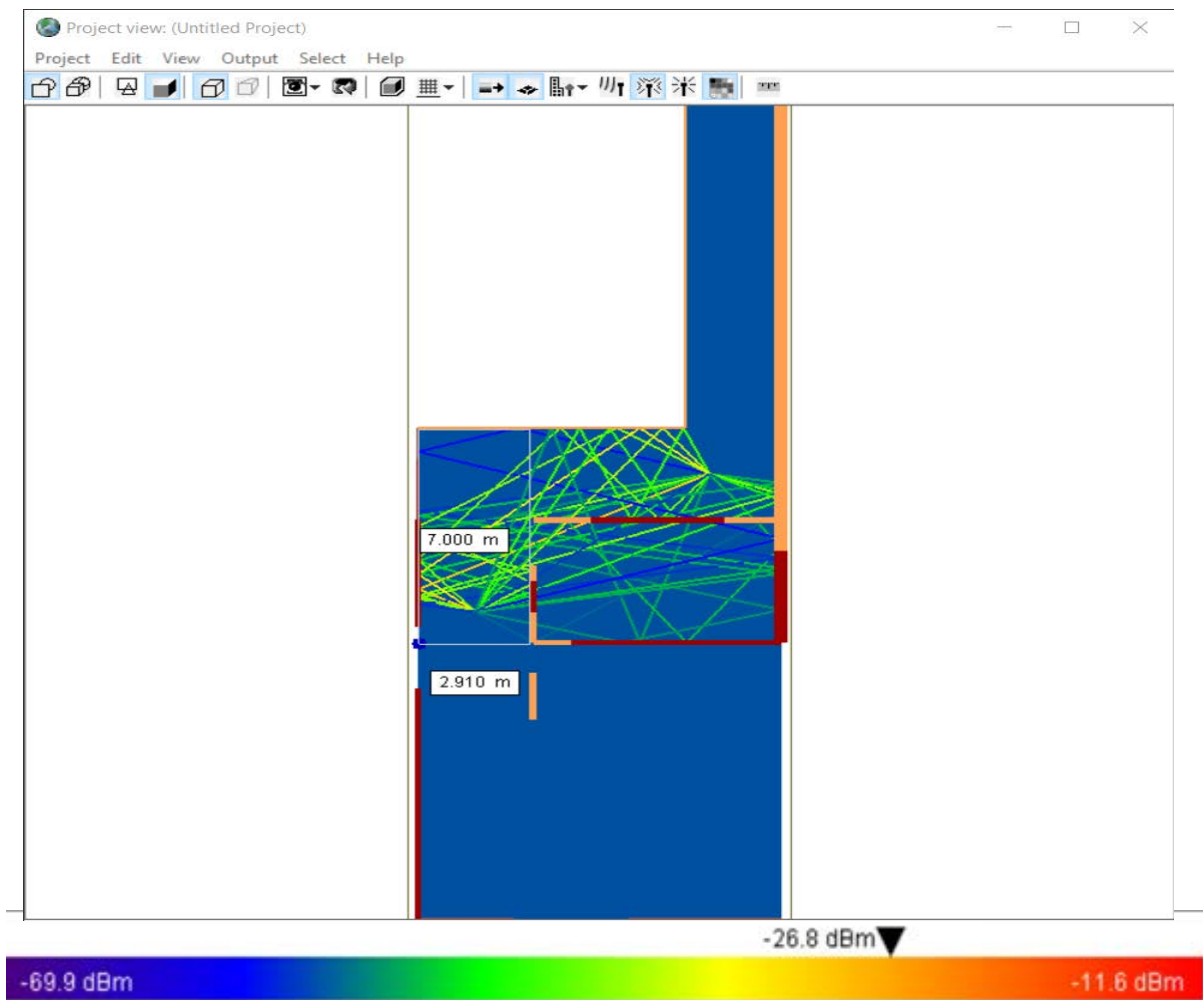 Project view: (Untitled Project)
Project Edit View Output Select Help
7.000 m
2.910 m
-26.8 dBm
-69.9 dBm
-11.6 dBm